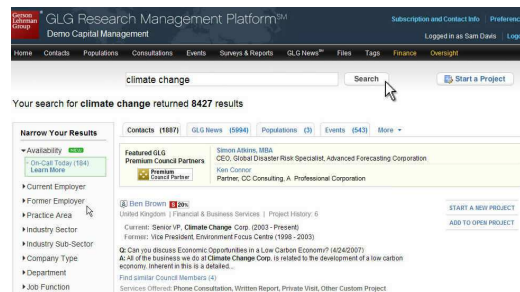 Gerson Lehrman Group
GLG Research Management Platform℠
Demo Capital Management
Subscription and Contact Info | Preferenc
Logged in as Sam Davis | Logo
Home Contacts Populations Consultations Events Surveys & Reports GLG News℠ Files Tags Finance Oversight
climate change Search Start a Project
Your search for climate change returned 8427 results
Narrow Your Results
Availability
On-Call Today (184)
Learn More
Current Employer
Former Employer
Practice Area
Industry Sector
Industry Sub-Sector
Company Type
Department
Job Function
Contacts (1887) GLG News (5994) Populations (3) Events (543) More
Featured GLG
Premium Council Partners
Premium
Council Partner
Simon Atkins, MBA
CEO, Global Disaster Risk Specialist, Advanced Forecasting Corporation
Ken Connor
Partner, CC Consulting, A Professional Corporation
Ben Brown 20%
United Kingdom | Financial & Business Services | Project History: 6
Current: Senior VP, Climate Change Corp. (2003 - Present)
Former: Vice President, Environment Focus Centre (1998 - 2003)
Q: Can you discuss Economic Opportunities in a Low Carbon Economy? (4/24/2007)
A: All of the business we do at Climate Change Corp. is related to the development of a low carbon
economy. Inherent in this is a detailed...
Find similar Council Members (4)
Services Offered: Phone Consultation, Written Report, Private Visit, Other Custom Project
START A NEW PROJECT
ADD TO OPEN PROJECT